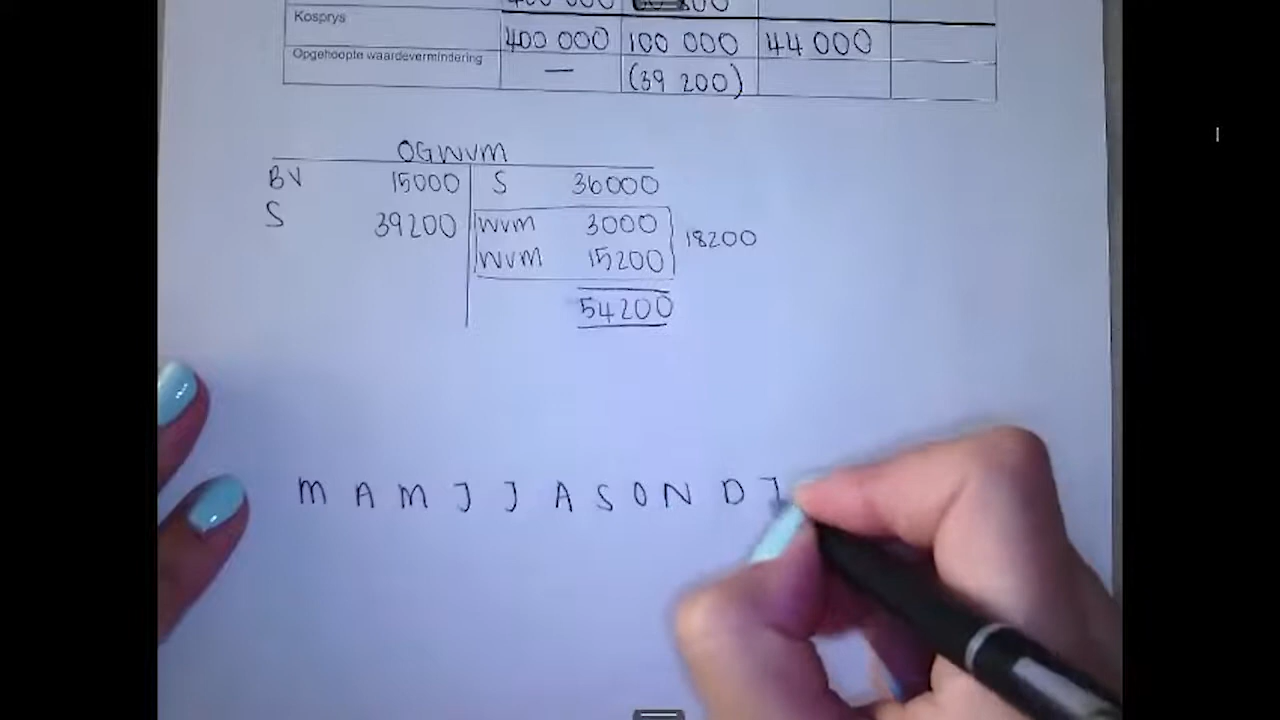 Kosprys 400 000 100 000 44 000
Opgehoopte waardevermindering — (39 200)
OGWVM
BV 15000 S 36000
S 39200 WVM 3000
18200
WVM 15200
54200
M A M J J A S O N D J